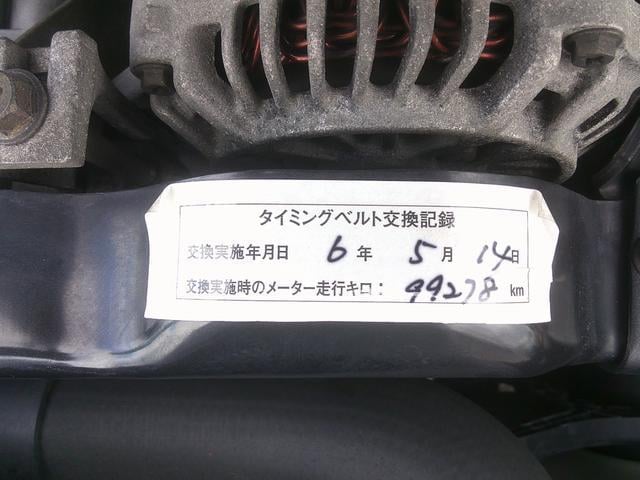 タイミングベルト交換記録
交換実施年月日 6年 5月 14日
交換実施時のメーター走行キロ： 99278 km